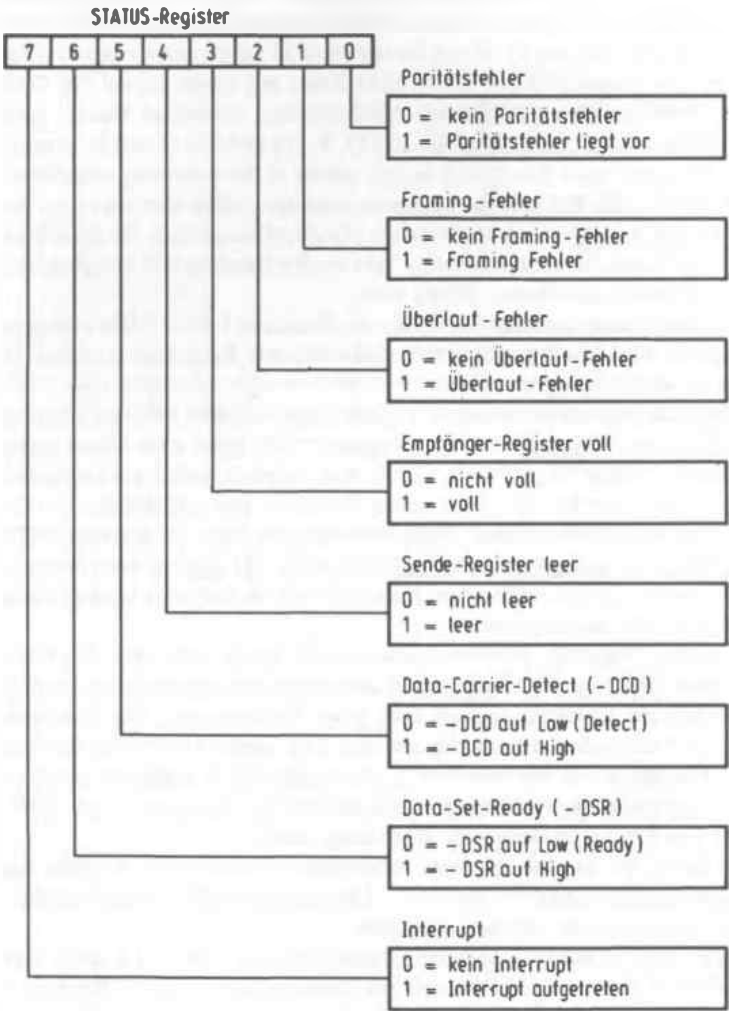 STATUS-Register
7 6 5 4 3 2 1 0
Paritätsfehler
0 = kein Paritätsfehler
1 = Paritätsfehler liegt vor
Framing-Fehler
0 = kein Framing-Fehler
1 = Framing Fehler
Überlauf-Fehler
0 = kein Überlauf-Fehler
1 = Überlauf-Fehler
Empfänger-Register voll
0 = nicht voll
1 = voll
Sende-Register leer
0 = nicht leer
1 = leer
Data-Carrier-Detect (-DCD)
0 = -DCD auf Low (Detect)
1 = -DCD auf High
Data-Set-Ready (-DSR)
0 = -DSR auf Low (Ready)
1 = -DSR auf High
Interrupt
0 = kein Interrupt
1 = Interrupt aufgetreten